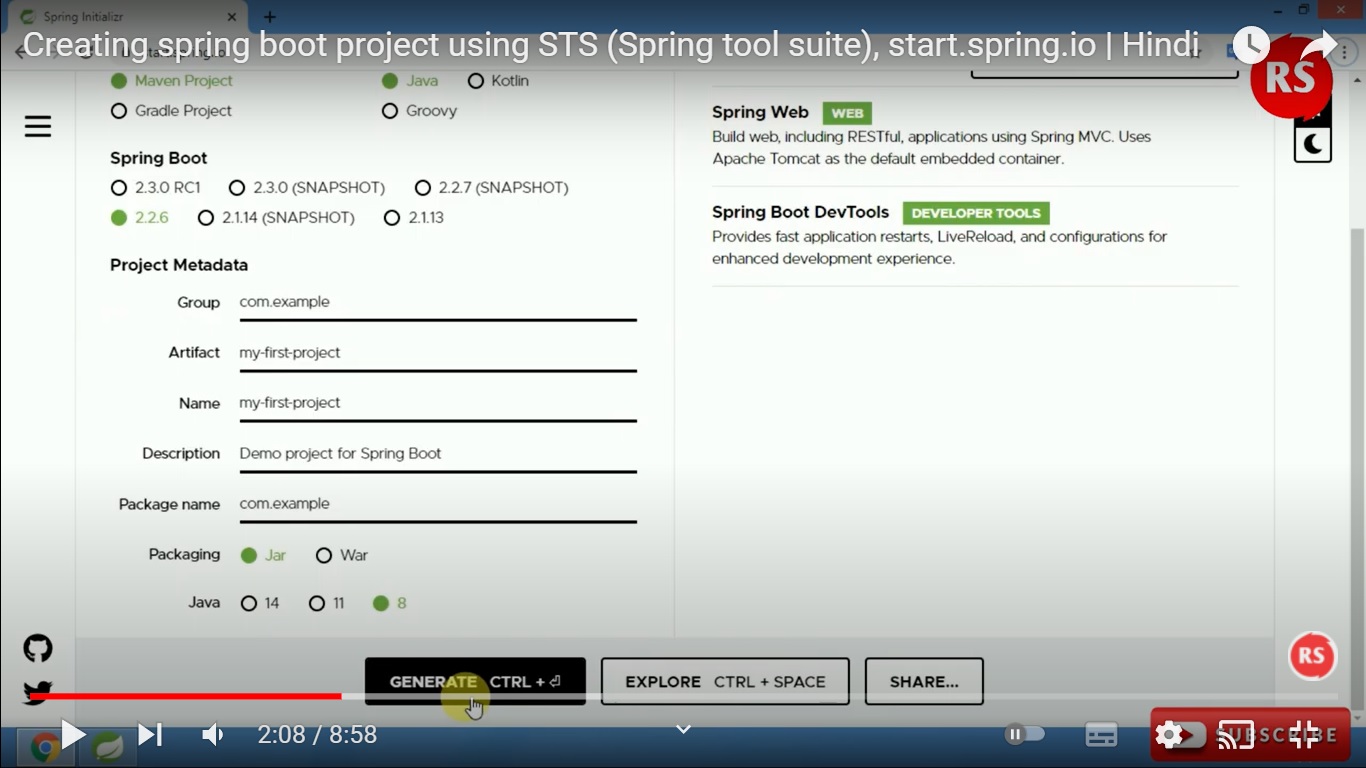 Spring Initializr
Creating spring boot project using STS (Spring tool suite), start.spring.io | Hindi
RS
Maven Project Java Kotlin
Gradle Project Groovy
Spring Boot
2.3.0 RC1 2.3.0 (SNAPSHOT) 2.2.7 (SNAPSHOT)
2.2.6 2.1.14 (SNAPSHOT) 2.1.13
Project Metadata
Group com.example
Artifact my-first-project
Name my-first-project
Description Demo project for Spring Boot
Package name com.example
Packaging Jar War
Java 14 11 8
Spring Web WEB
Build web, including RESTful, applications using Spring MVC. Uses
Apache Tomcat as the default embedded container.
Spring Boot DevTools DEVELOPER TOOLS
Provides fast application restarts, LiveReload, and configurations for
enhanced development experience.
RS
GENERATE CTRL + ⏎ EXPLORE CTRL + SPACE SHARE...
2:08 / 8:58
SUBSCRIBE